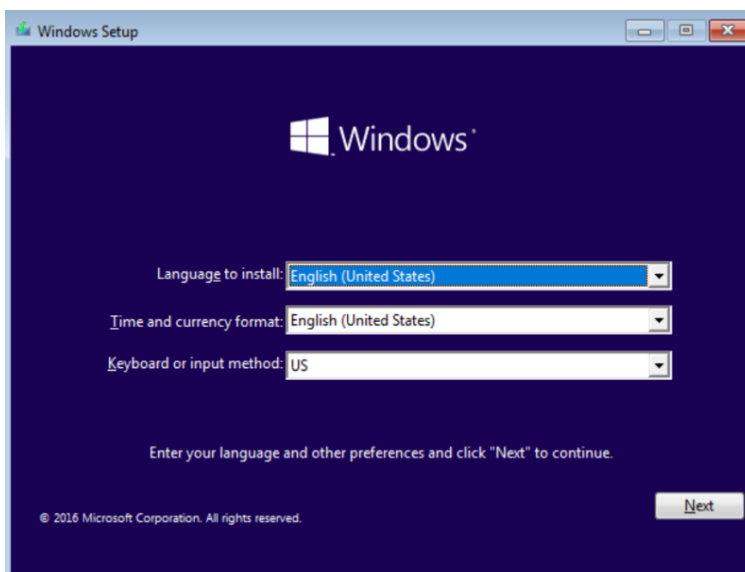 Windows Setup
Windows
Language to install: English (United States)
Time and currency format: English (United States)
Keyboard or input method: US
Enter your language and other preferences and click "Next" to continue.
Next
© 2016 Microsoft Corporation. All rights reserved.